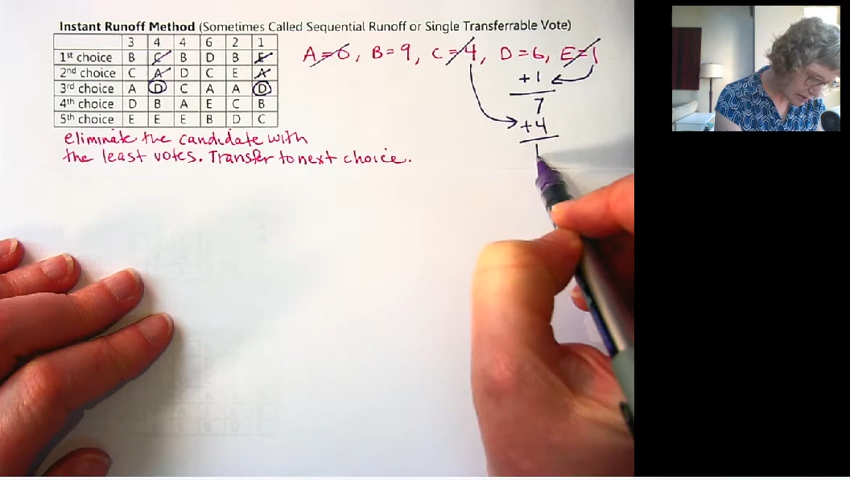 Instant Runoff Method (Sometimes Called Sequential Runoff or Single Transferrable Vote)
3 4 4 6 2 1
1st choice B C B D B E
2nd choice C A D C E A
3rd choice A D C A A D
4th choice D B A E C B
5th choice E E E B D C
A=0, B=9, C=4, D=6, E=1
+1
7
+4
1
eliminate the candidate with
the least votes. Transfer to next choice.